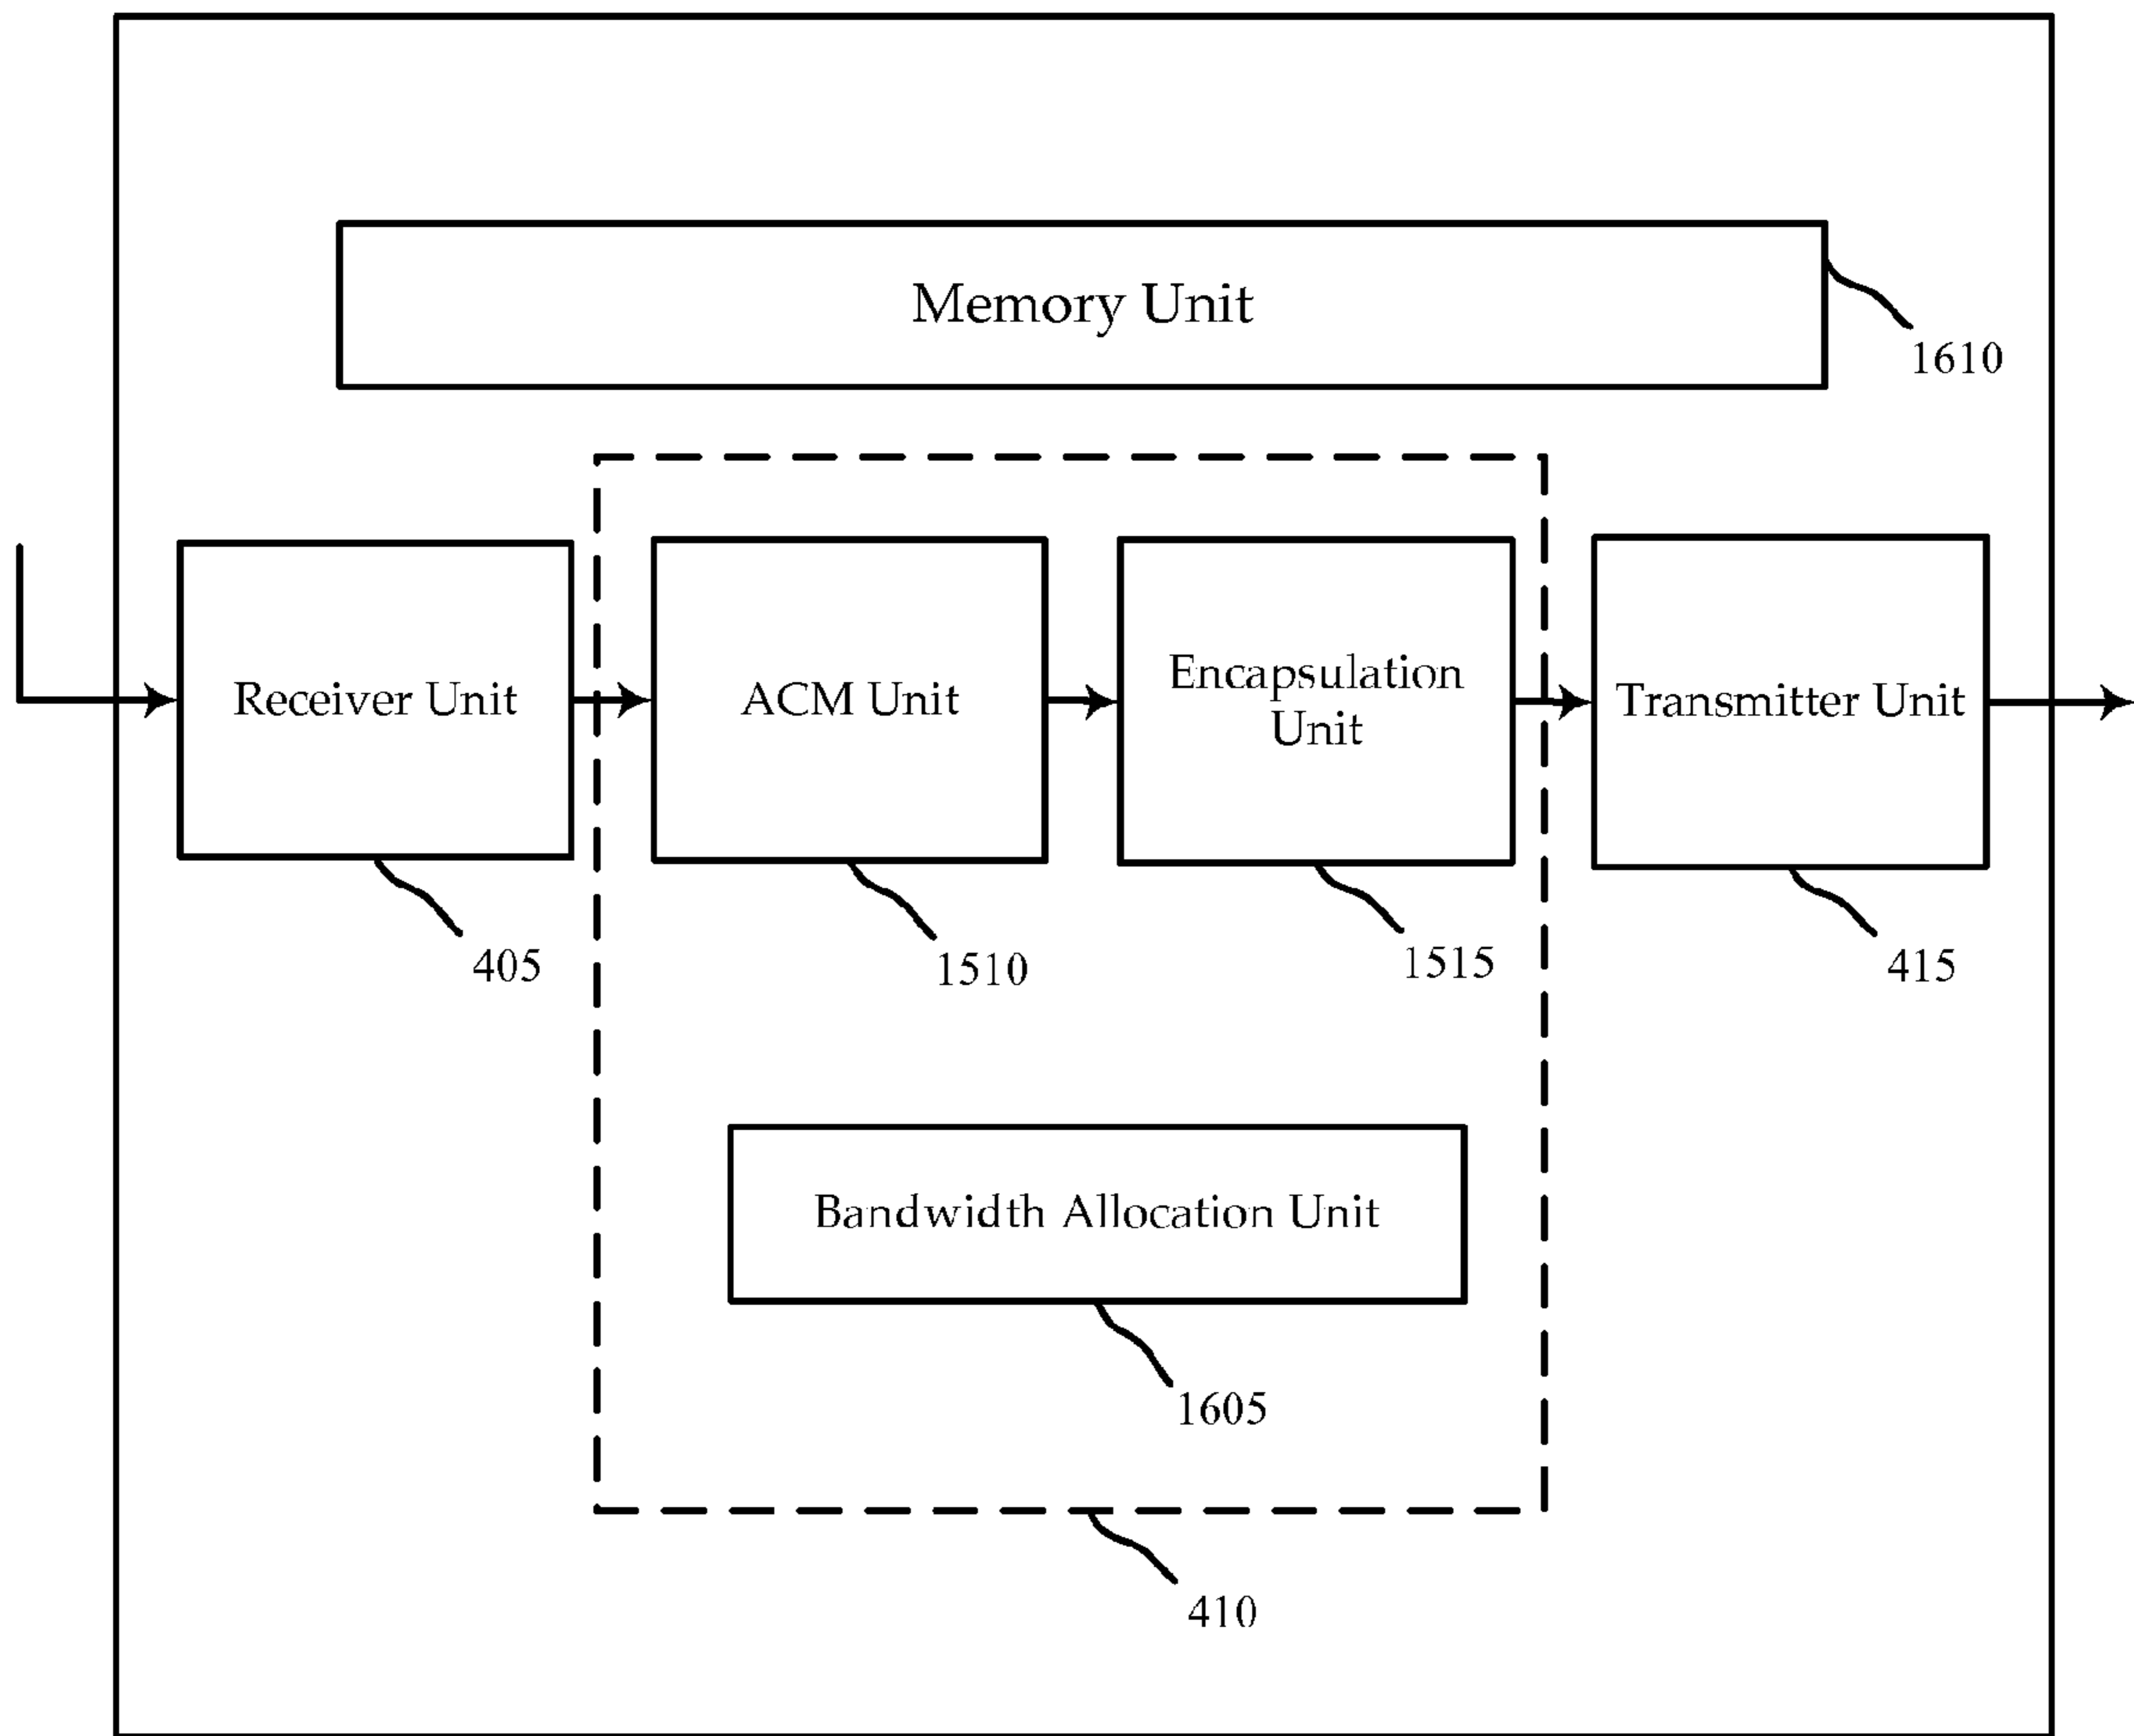 Memory Unit
1610
Receiver Unit
ACM Unit
Encapsulation
Unit
Transmitter Unit
405
1510
1515
415
Bandwidth Allocation Unit
1605
410